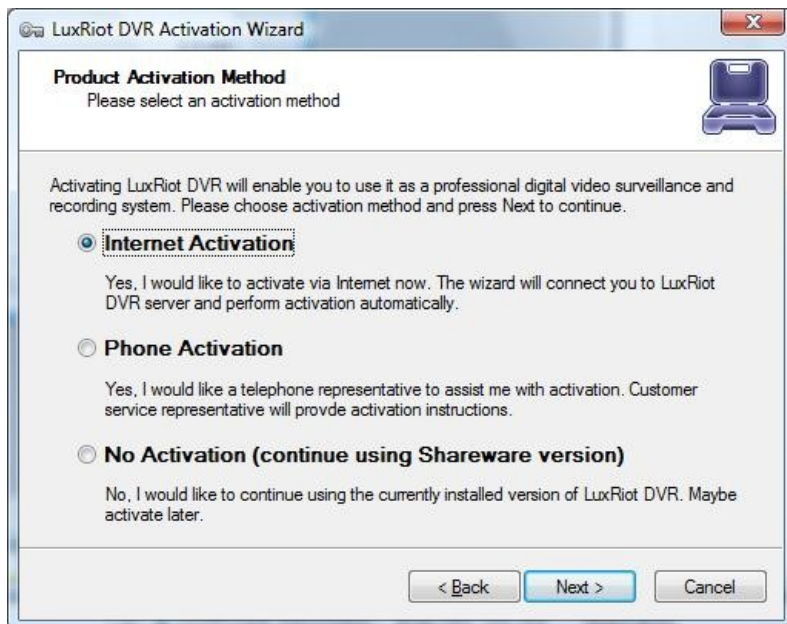 LuxRiot DVR Activation Wizard
Product Activation Method
Please select an activation method
Activating LuxRiot DVR will enable you to use it as a professional digital video surveillance and
recording system. Please choose activation method and press Next to continue.
Internet Activation
Yes, I would like to activate via Internet now. The wizard will connect you to LuxRiot
DVR server and perform activation automatically.
Phone Activation
Yes, I would like a telephone representative to assist me with activation. Customer
service representative will provde activation instructions.
No Activation (continue using Shareware version)
No, I would like to continue using the currently installed version of LuxRiot DVR. Maybe
activate later.
< Back Next > Cancel